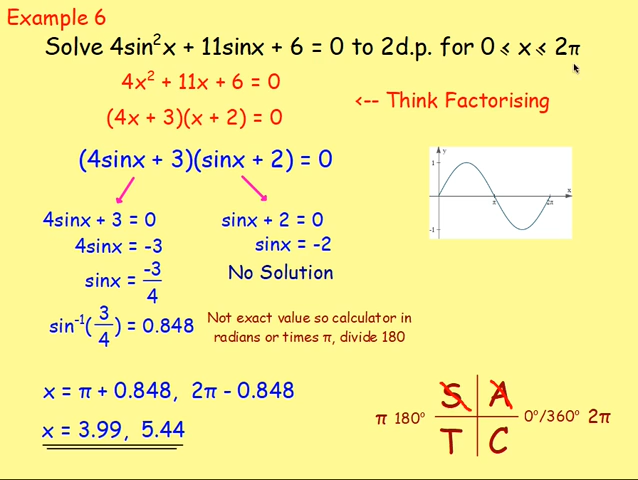 Example 6
Solve 4sin²x + 11sinx + 6 = 0 to 2d.p. for 0 < x < 2π
4x² + 11x + 6 = 0
<-- Think Factorising
(4x + 3)(x + 2) = 0
(4sinx + 3)(sinx + 2) = 0
y
1
x
π
2π
-1
4sinx + 3 = 0
4sinx = -3
sinx = -3/4
sin⁻¹(3/4) = 0.848
sinx + 2 = 0
sinx = -2
No Solution
Not exact value so calculator in
radians or times π, divide 180
x = π + 0.848, 2π - 0.848
x = 3.99, 5.44
S A
π 180° 0°/360° 2π
T C